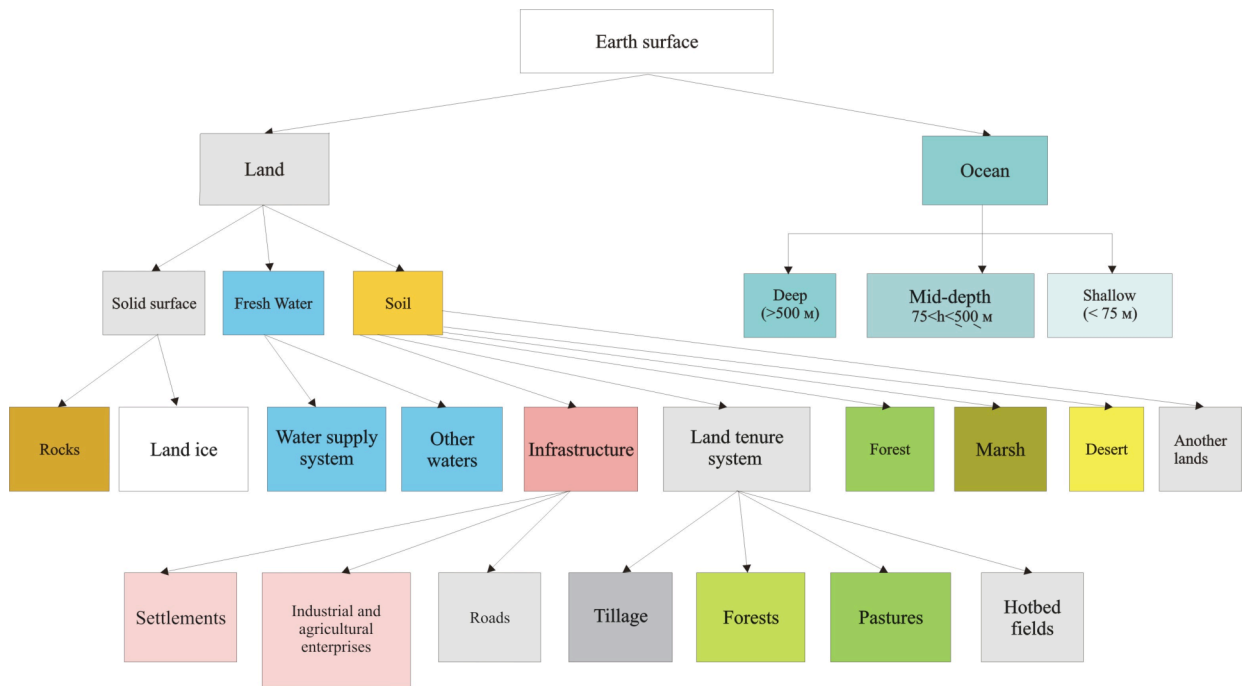 Earth surface
Land
Ocean
Solid surface
Fresh Water
Soil
Deep
(>500 м)
Mid-depth
75<h<500 м
Shallow
(< 75 м)
Rocks
Land ice
Water supply
system
Other
waters
Infrastructure
Land tenure
system
Forest
Marsh
Desert
Another
lands
Settlements
Industrial and
agricultural
enterprises
Roads
Tillage
Forests
Pastures
Hotbed
fields